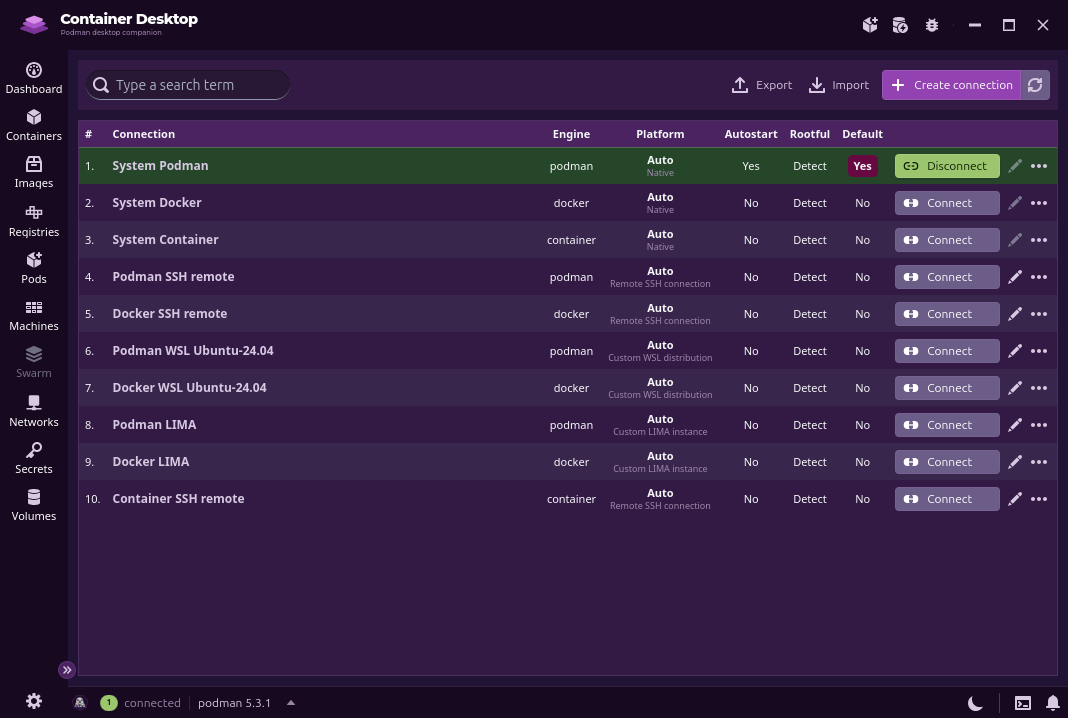 Container Desktop
Podman desktop companion
Dashboard
Containers
Images
Registries
Pods
Machines
Swarm
Networks
Secrets
Volumes
Type a search term
Export
Import
Create connection
# Connection Engine Platform Autostart Rootful Default
1. System Podman podman Auto Yes Detect Yes Disconnect
Native
2. System Docker docker Auto No Detect No Connect
Native
3. System Container container Auto No Detect No Connect
Native
4. Podman SSH remote podman Auto No Detect No Connect
Remote SSH connection
5. Docker SSH remote docker Auto No Detect No Connect
Remote SSH connection
6. Podman WSL Ubuntu-24.04 podman Auto No Detect No Connect
Custom WSL distribution
7. Docker WSL Ubuntu-24.04 docker Auto No Detect No Connect
Custom WSL distribution
8. Podman LIMA podman Auto No Detect No Connect
Custom LIMA instance
9. Docker LIMA docker Auto No Detect No Connect
Custom LIMA instance
10. Container SSH remote container Auto No Detect No Connect
Remote SSH connection
1 connected podman 5.3.1